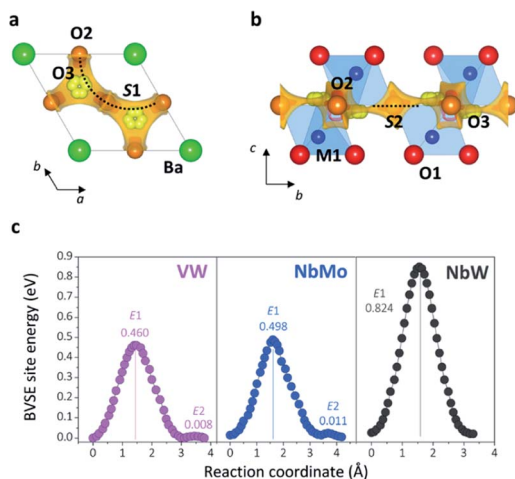 a
O2
O3
S1
Ba
b
a
b
O2
S2
O3
M1
O1
c
b
c
BVSE site energy (eV)
0.9
0.8
0.7
0.6
0.5
0.4
0.3
0.2
0.1
0.0
VW
E1
0.460
E2
0.008
NbMo
E1
0.498
E2
0.011
NbW
E1
0.824
0 1 2 3 4
0 1 2 3 4
0 1 2 3 4
Reaction coordinate (Å)